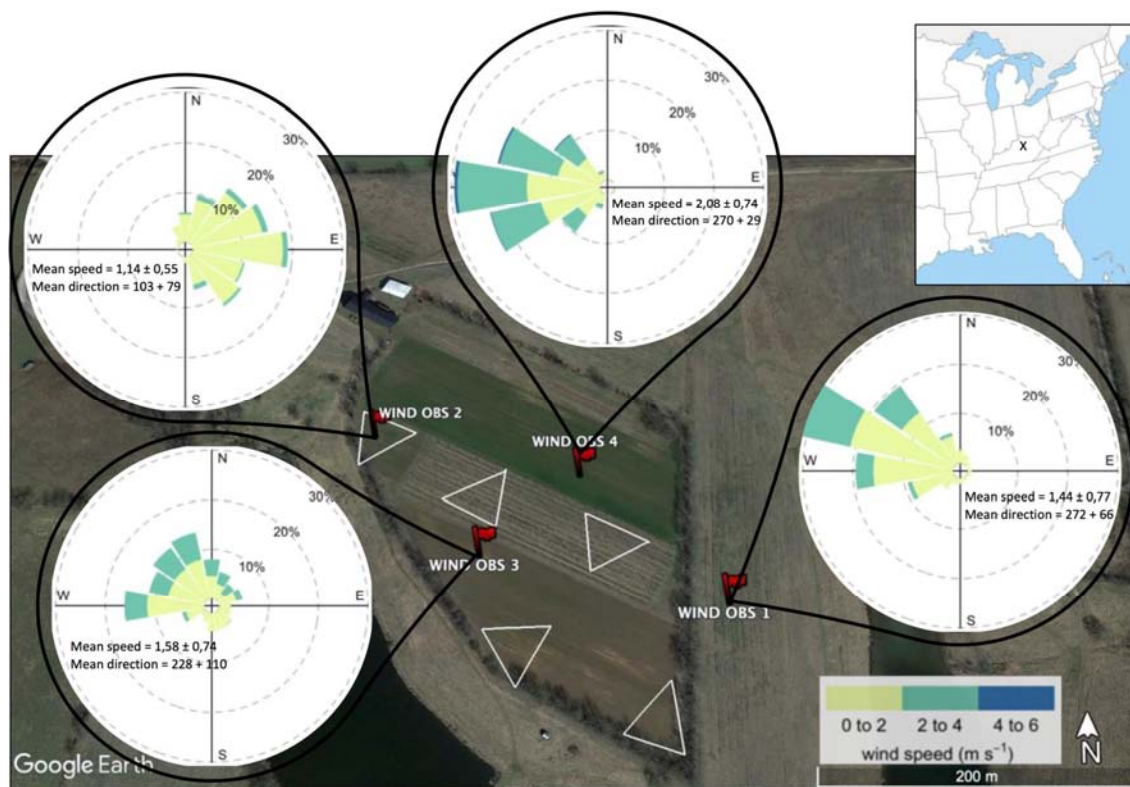 N
30%
20%
10%
W
E
Mean speed = 1,14 ± 0,55
Mean direction = 103 + 79
S
N
30%
20%
10%
E
Mean speed = 2,08 ± 0,74
Mean direction = 270 + 29
S
X
WIND OBS 2
WIND OBS 4
WIND OBS 3
WIND OBS 1
N
30%
20%
10%
W
E
Mean speed = 1,44 ± 0,77
Mean direction = 272 + 66
S
N
30%
20%
10%
W
E
Mean speed = 1,58 ± 0,74
Mean direction = 228 + 110
S
0 to 2 2 to 4 4 to 6
wind speed (m s⁻¹)
N
200 m
Google Earth